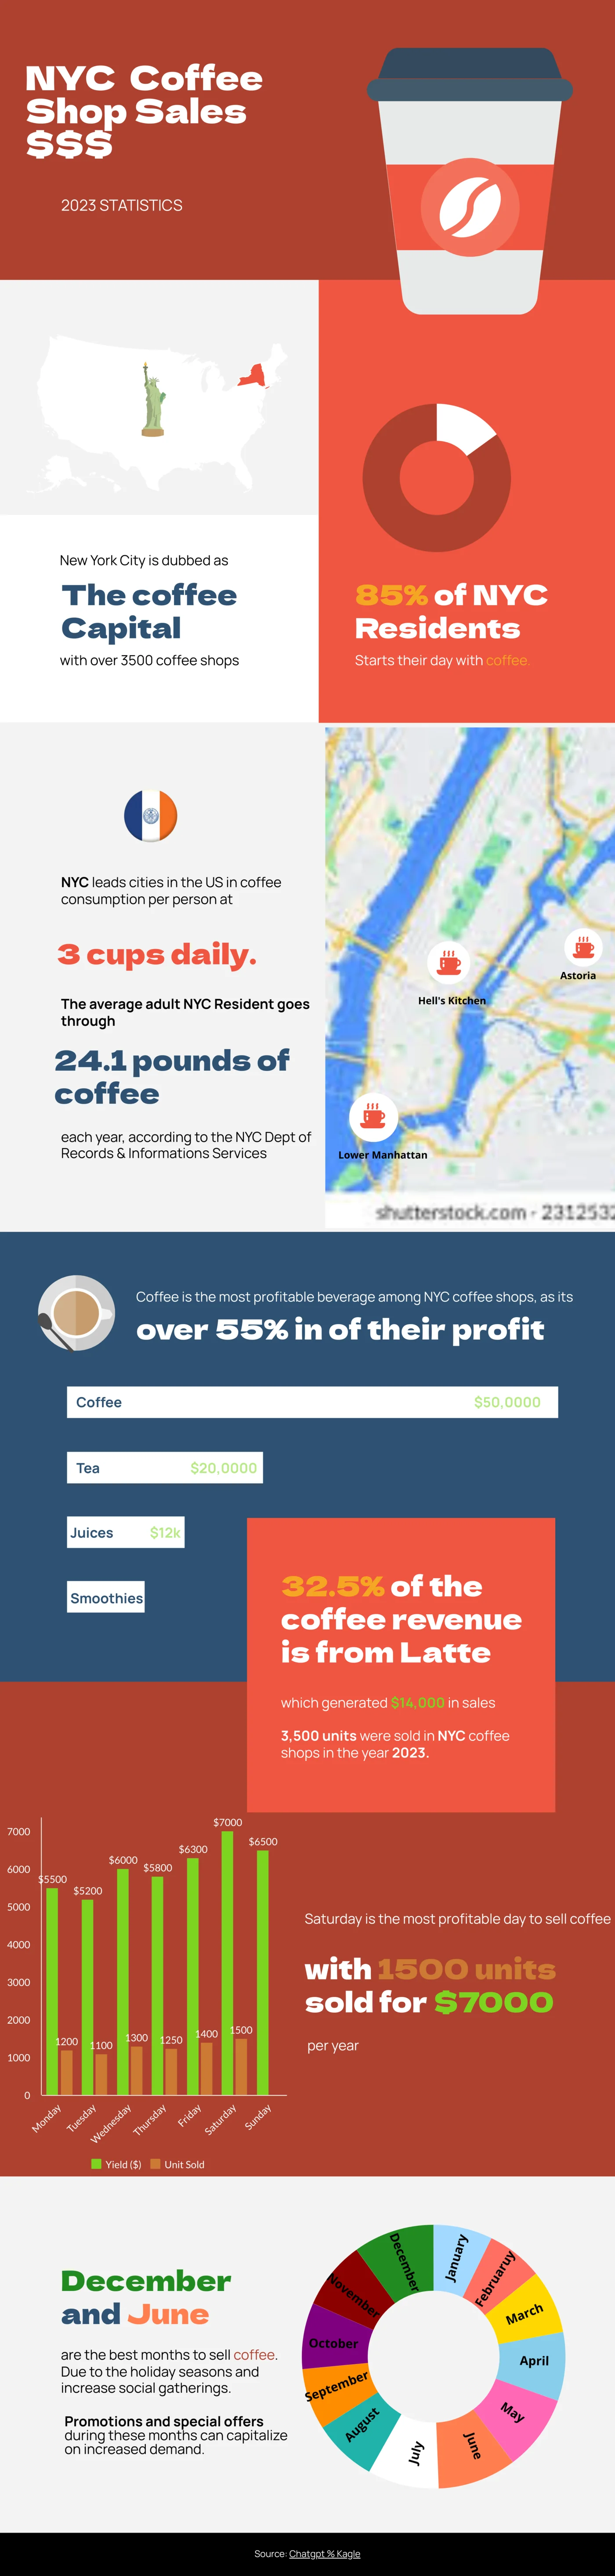 NYC Coffee
Shop Sales
$$$
2023 STATISTICS
New York City is dubbed as
The coffee
Capital
with over 3500 coffee shops
85% of NYC
Residents
Starts their day with coffee.
NYC leads cities in the US in coffee
consumption per person at
3 cups daily.
The average adult NYC Resident goes
through
24.1 pounds of
coffee
each year, according to the NYC Dept of
Records & Informations Services
Astoria
Hell's Kitchen
Lower Manhattan
shutterstock.com · 2312532
Coffee is the most profitable beverage among NYC coffee shops, as its
over 55% in of their profit
Coffee $50,0000
Tea $20,0000
Juices $12k
Smoothies
32.5% of the
coffee revenue
is from Latte
which generated $14,000 in sales
3,500 units were sold in NYC coffee
shops in the year 2023.
7000
6000
5000
4000
3000
2000
1000
0
$5500
$5200
$6000
$5800
$6300
$7000
$6500
1200
1100
1300
1250
1400
1500
Monday
Tuesday
Wednesday
Thursday
Friday
Saturday
Sunday
Yield ($)
Unit Sold
Saturday is the most profitable day to sell coffee
with 1500 units
sold for $7000
per year
December
and June
are the best months to sell coffee.
Due to the holiday seasons and
increase social gatherings.
Promotions and special offers
during these months can capitalize
on increased demand.
January
Februaruy
March
April
May
June
July
August
September
October
November
December
Source: Chatgpt % Kagle